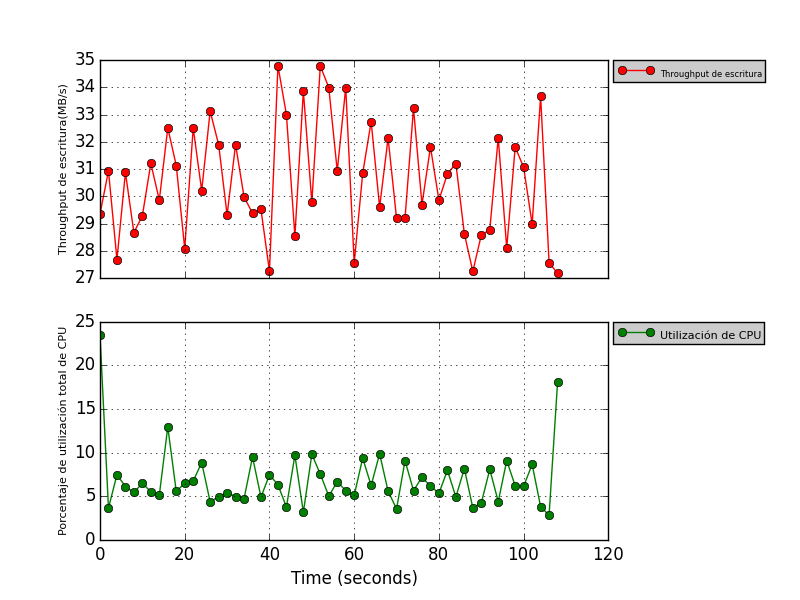 35
34
33
32
31
30
29
28
27
Throughput de escritura(MB/s)
Throughput de escritura
25
20
15
10
5
0
Porcentaje de utilización total de CPU
Utilización de CPU
0 20 40 60 80 100 120
Time (seconds)